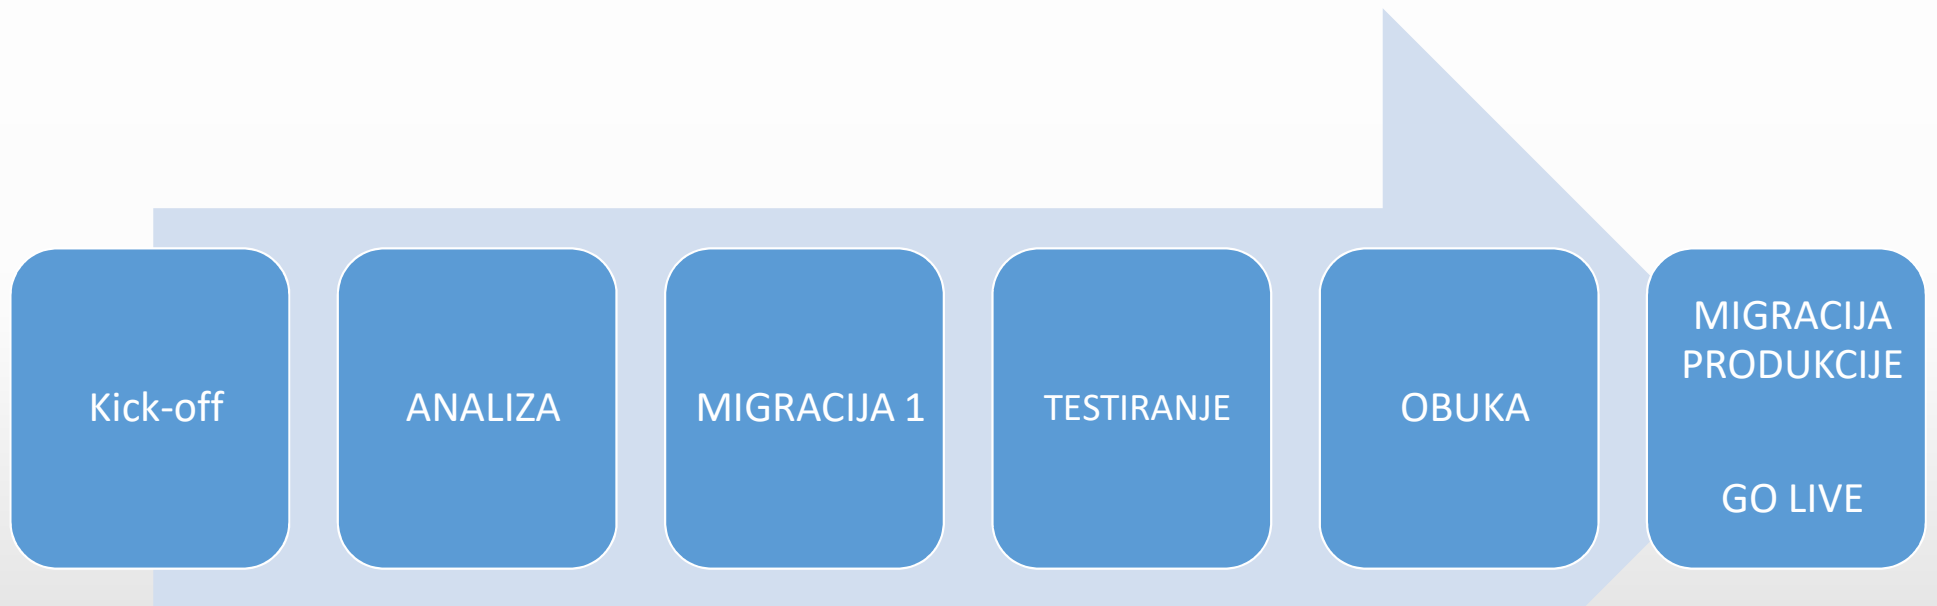 Kick-off
ANALIZA
MIGRACIJA 1
TESTIRANJE
OBUKA
MIGRACIJA
PRODUKCIJE
GO LIVE